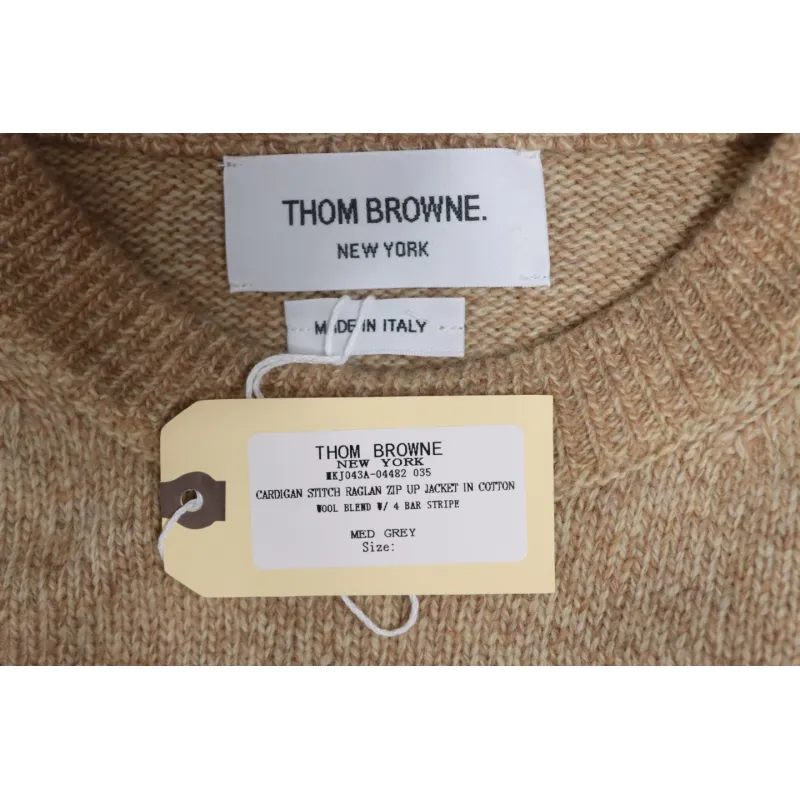 THOM BROWNE.
NEW YORK
MADE IN ITALY
THOM BROWNE
NEW YORK
MKJ043A-04482 035
CARDIGAN STITCH RAGLAN ZIP UP JACKET IN COTTON
WOOL BLEND W/ 4 BAR STRIPE
MED GREY
Size: